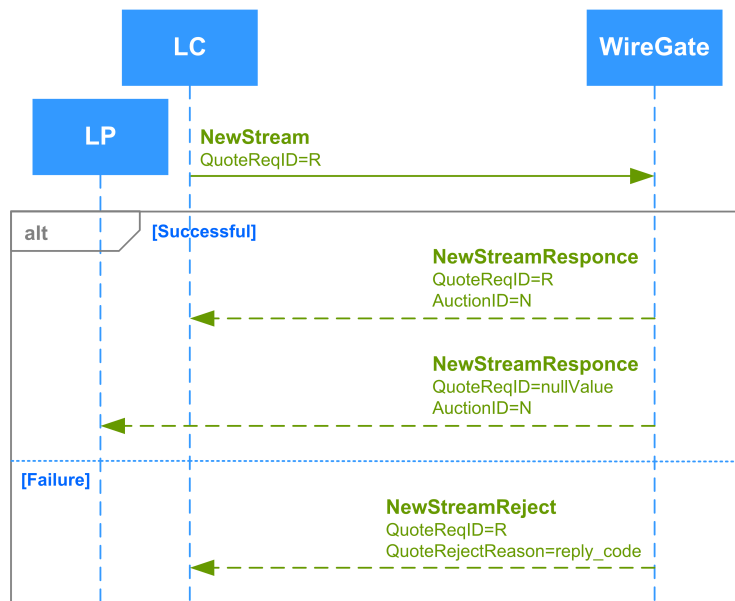 LC
WireGate
LP
NewStream
QuoteReqID=R
alt
[Successful]
NewStreamResponce
QuoteReqID=R
AuctionID=N
NewStreamResponce
QuoteReqID=nullValue
AuctionID=N
[Failure]
NewStreamReject
QuoteReqID=R
QuoteRejectReason=reply_code